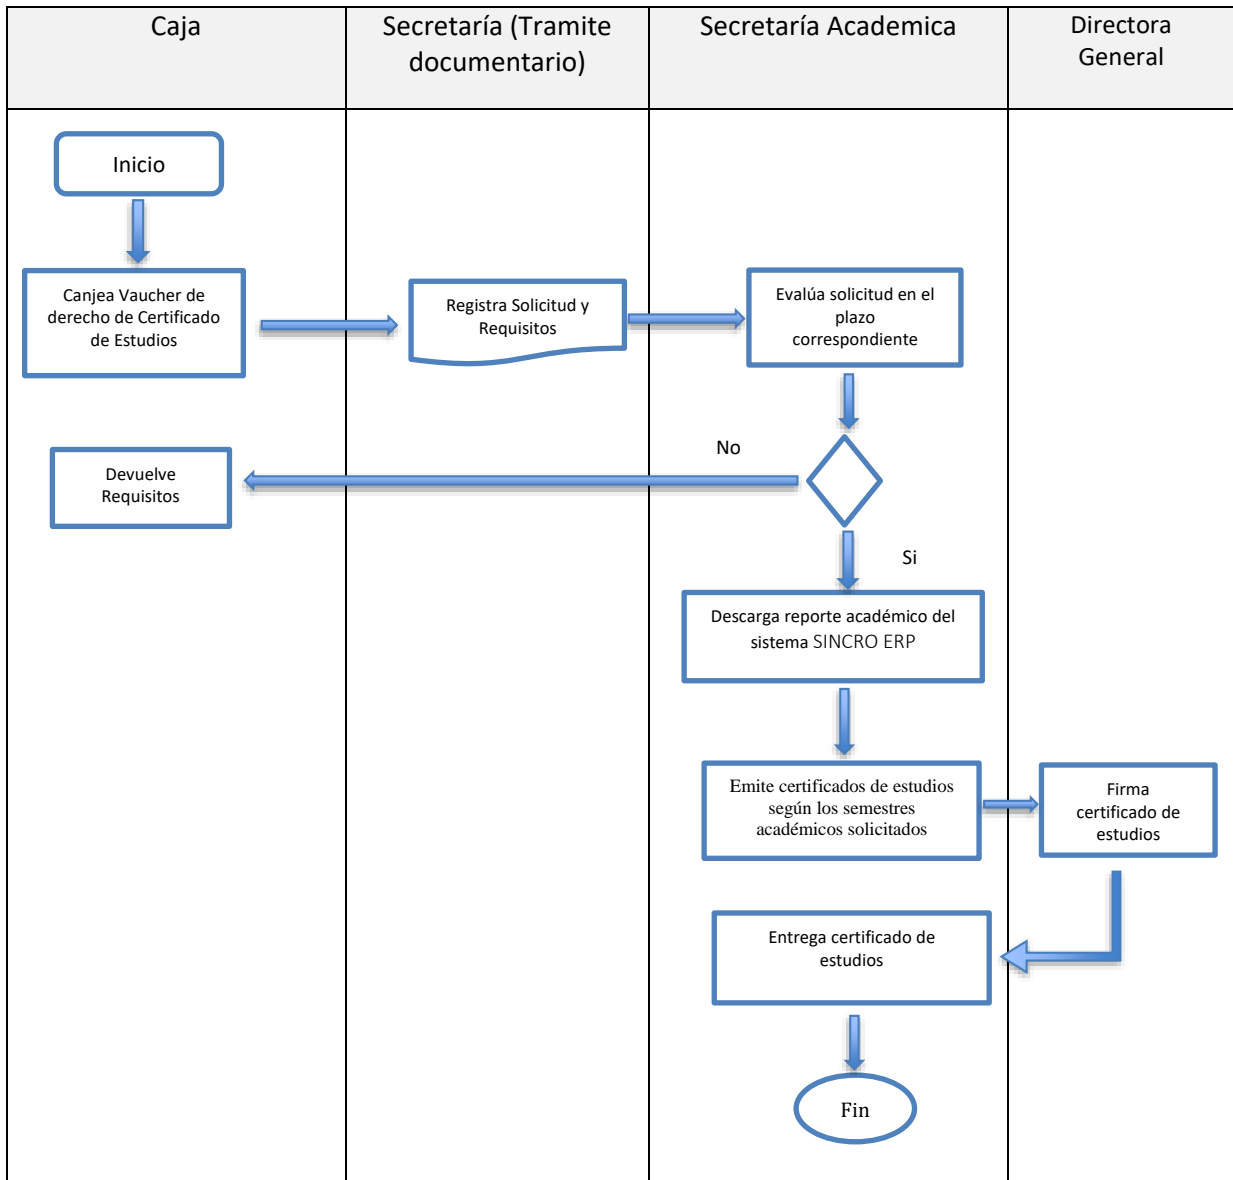 Caja
Secretaría (Tramite
documentario)
Secretaría Academica
Directora
General
Inicio
Canjea Vaucher de
derecho de Certificado
de Estudios
Registra Solicitud y
Requisitos
Evalúa solicitud en el
plazo
correspondiente
No
Devuelve
Requisitos
Si
Descarga reporte académico del
sistema SINCRO ERP
Emite certificados de estudios
según los semestres
académicos solicitados
Firma
certificado de
estudios
Entrega certificado de
estudios
Fin